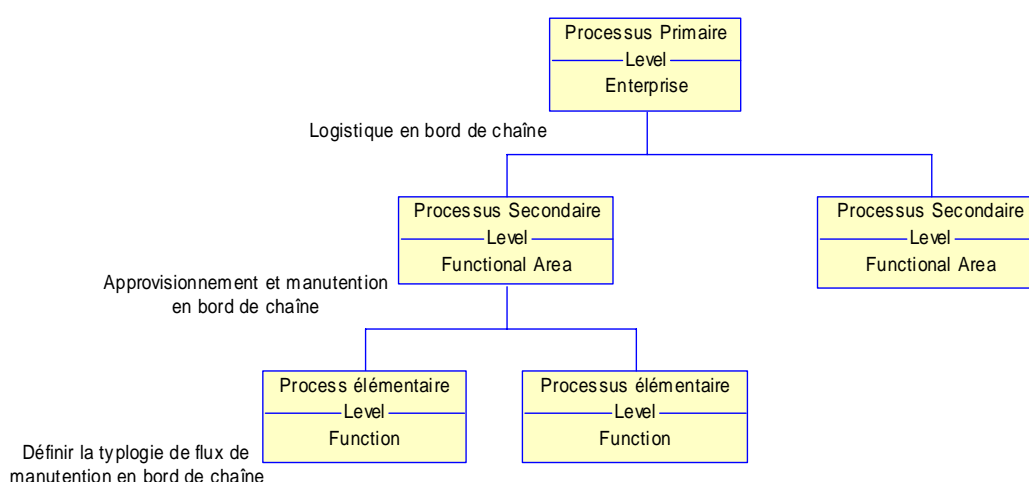 Processus Primaire
Level
Enterprise
Logistique en bord de chaîne
Processus Secondaire
Level
Functional Area
Processus Secondaire
Level
Functional Area
Approvisionnement et manutention
en bord de chaîne
Process élémentaire
Level
Function
Processus élémentaire
Level
Function
Définir la typlogie de flux de
manutention en bord de chaîne